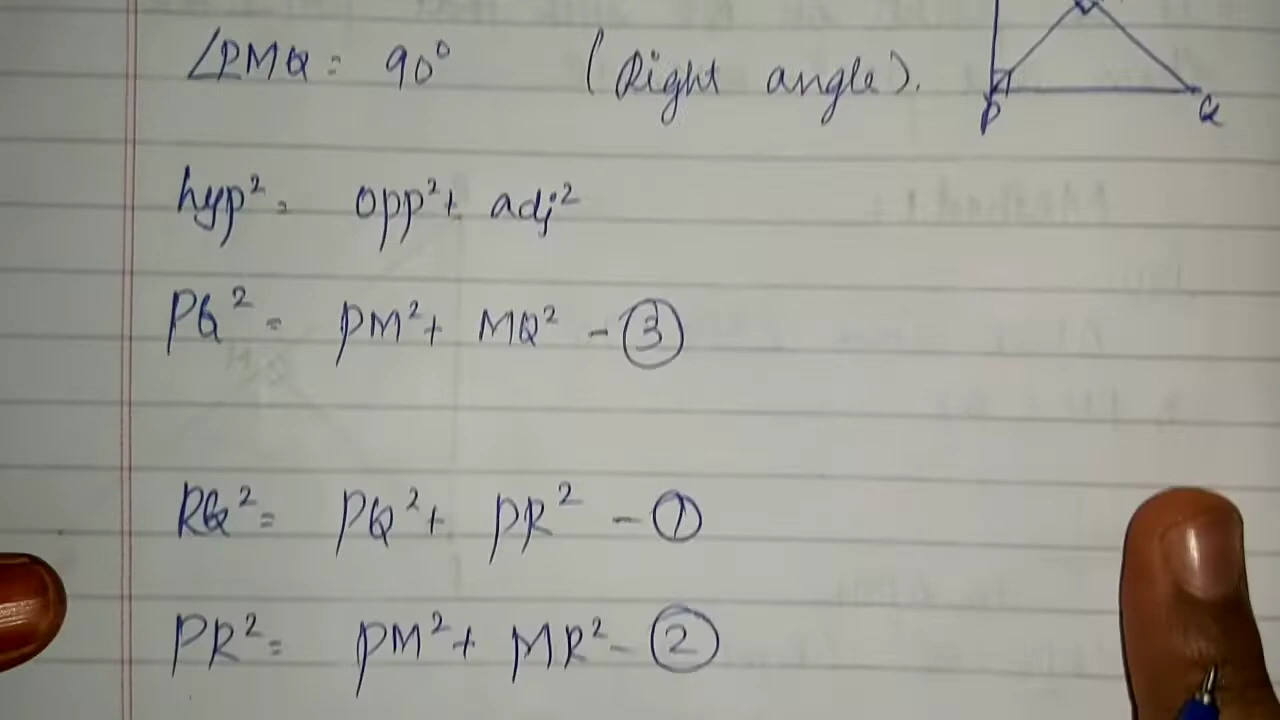 ∠PMQ = 90° (Right angle).
P Q
hyp² = opp² + adj²
PQ² = PM² + MQ² - ③
RQ² = PQ² + PR² - ①
PR² = PM² + MR² - ②